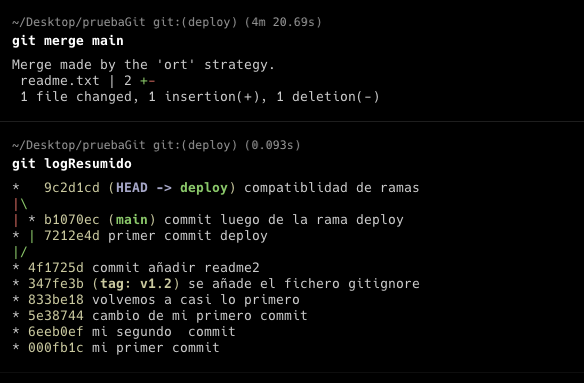 ~/Desktop/pruebaGit git:(deploy) (4m 20.69s)
git merge main
Merge made by the 'ort' strategy.
 readme.txt | 2 +-
 1 file changed, 1 insertion(+), 1 deletion(-)
~/Desktop/pruebaGit git:(deploy) (0.093s)
git logResumido
*   9c2d1cd (HEAD -> deploy) compatiblidad de ramas
|\
| * b1070ec (main) commit luego de la rama deploy
* | 7212e4d primer commit deploy
|/
* 4f1725d commit añadir readme2
* 347fe3b (tag: v1.2) se añade el fichero gitignore
* 833be18 volvemos a casi lo primero
* 5e38744 cambio de mi primero commit
* 6eeb0ef mi segundo  commit
* 000fb1c mi primer commit